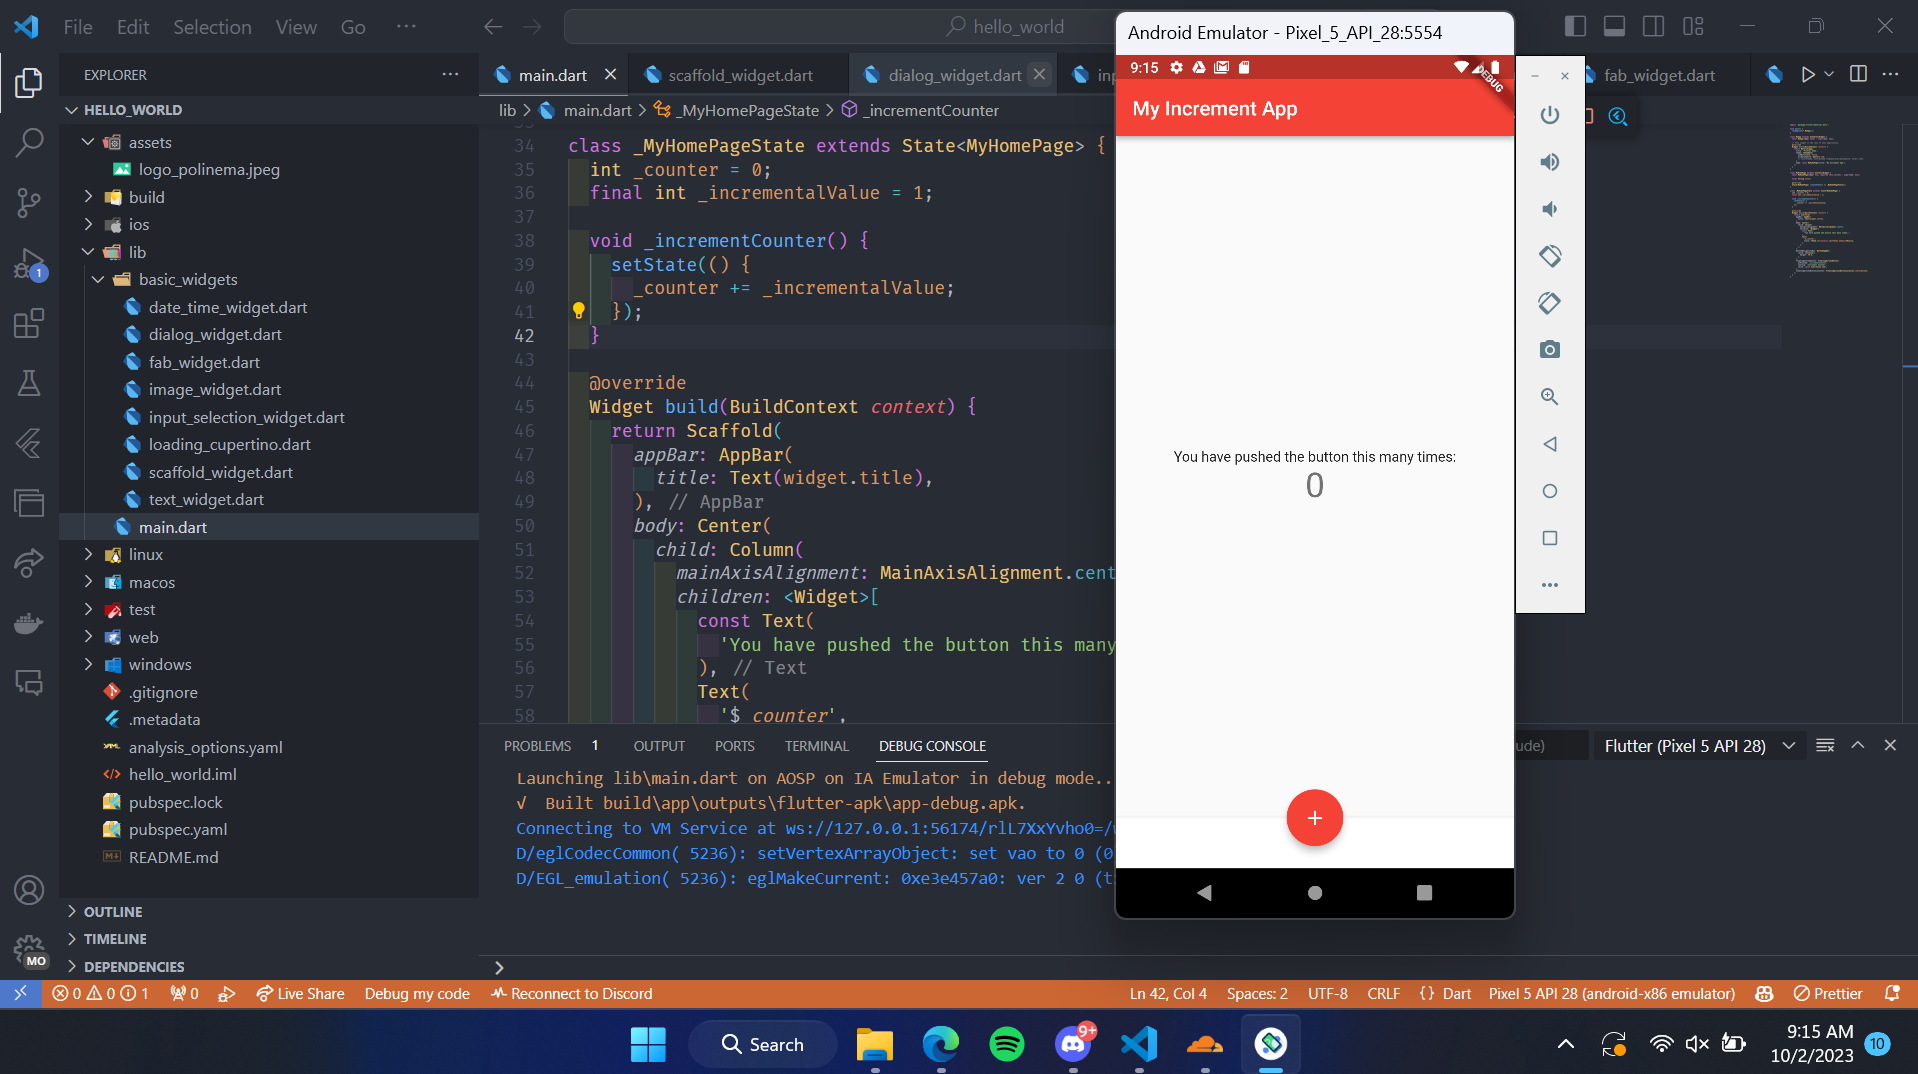 File Edit Selection View Go ···
hello_world
Android Emulator - Pixel_5_API_28:5554
EXPLORER
main.dart
scaffold_widget.dart
dialog_widget.dart
fab_widget.dart
9:15
DEBUG
HELLO_WORLD
lib > main.dart > _MyHomePageState > _incrementCounter
My Increment App
assets
logo_polinema.jpeg
build
ios
lib
basic_widgets
date_time_widget.dart
dialog_widget.dart
fab_widget.dart
image_widget.dart
input_selection_widget.dart
loading_cupertino.dart
scaffold_widget.dart
text_widget.dart
main.dart
linux
macos
test
web
windows
.gitignore
.metadata
analysis_options.yaml
hello_world.iml
pubspec.lock
pubspec.yaml
README.md
OUTLINE
TIMELINE
DEPENDENCIES
34 class _MyHomePageState extends State<MyHomePage> {
35 int _counter = 0;
36 final int _incrementalValue = 1;
37
38 void _incrementCounter() {
39 setState(() {
40 _counter += _incrementalValue;
41 });
42 }
43
44 @override
45 Widget build(BuildContext context) {
46 return Scaffold(
47 appBar: AppBar(
48 title: Text(widget.title),
49 ), // AppBar
50 body: Center(
51 child: Column(
52 mainAxisAlignment: MainAxisAlignment.cent
53 children: <Widget>[
54 const Text(
55 'You have pushed the button this many
56 ), // Text
57 Text(
58 '$_counter',
You have pushed the button this many times:
0
+
PROBLEMS 1 OUTPUT PORTS TERMINAL DEBUG CONSOLE
ude)
Flutter (Pixel 5 API 28)
Launching lib\main.dart on AOSP on IA Emulator in debug mode..
√ Built build\app\outputs\flutter-apk\app-debug.apk.
Connecting to VM Service at ws://127.0.0.1:56174/rlL7XxYvho0=/
D/eglCodecCommon( 5236): setVertexArrayObject: set vao to 0 (0
D/EGL_emulation( 5236): eglMakeCurrent: 0xe3e457a0: ver 2 0 (t
1
MO
0 0 1 0 Live Share Debug my code Reconnect to Discord
Ln 42, Col 4 Spaces: 2 UTF-8 CRLF {} Dart Pixel 5 API 28 (android-x86 emulator) Prettier
Search
9+
9:15 AM
10/2/2023
10